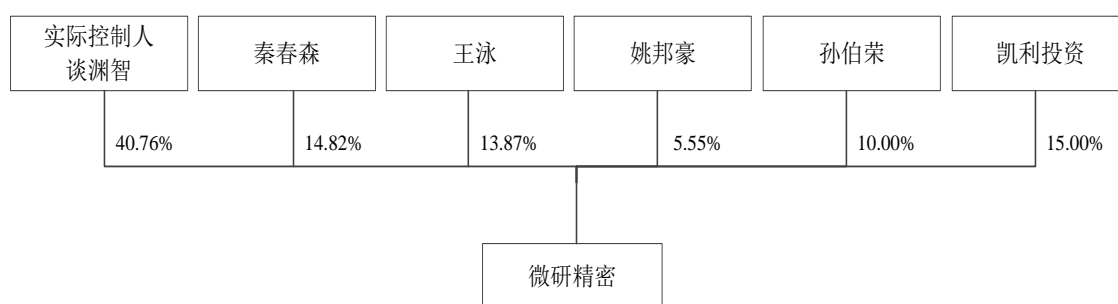 实际控制人
谈渊智
秦春森
王泳
姚邦豪
孙伯荣
凯利投资
40.76%
14.82%
13.87%
5.55%
10.00%
15.00%
微研精密